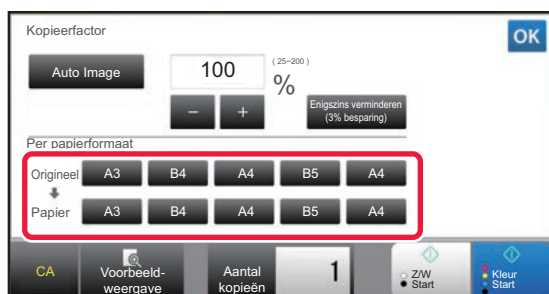 Kopieerfactor
OK
Auto Image
100
( 25~200 )
%
− +
Enigszins verminderen
(3% besparing)
Per papierformaat
Origineel A3 B4 A4 B5 A4
Papier A3 B4 A4 B5 A4
CA
Voorbeeld-
weergave
Aantal
kopieën
1
Z/W
Start
Kleur
Start